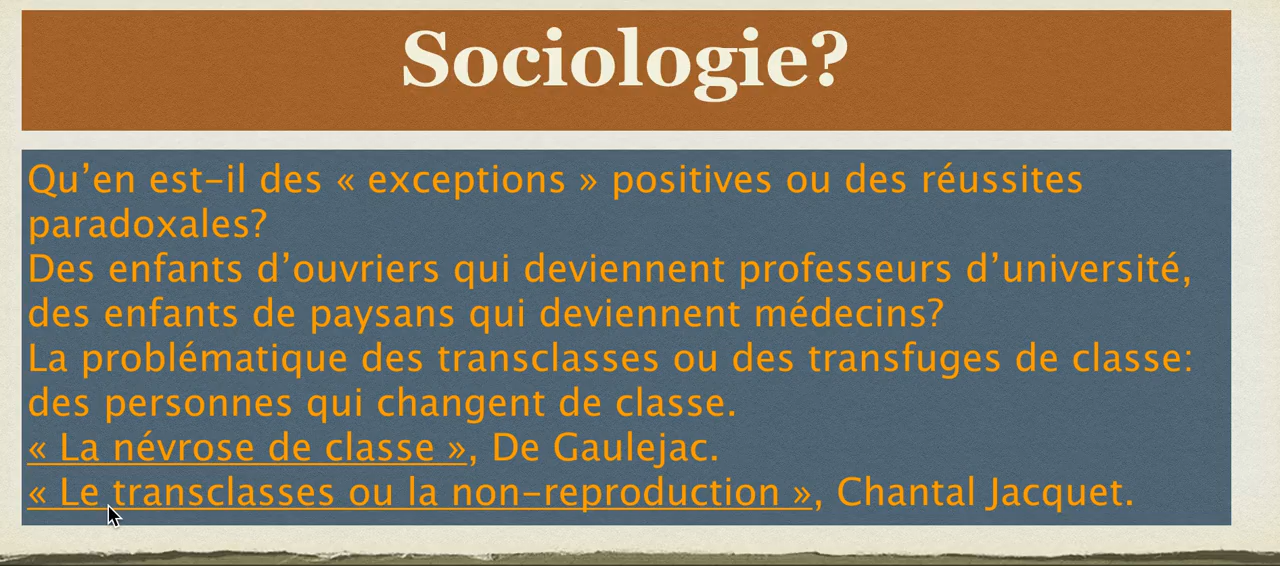 Sociologie?
Qu’en est-il des « exceptions » positives ou des réussites
paradoxales?
Des enfants d’ouvriers qui deviennent professeurs d’université,
des enfants de paysans qui deviennent médecins?
La problématique des transclasses ou des transfuges de classe:
des personnes qui changent de classe.
« La névrose de classe », De Gaulejac.
« Le transclasses ou la non-reproduction », Chantal Jacquet.